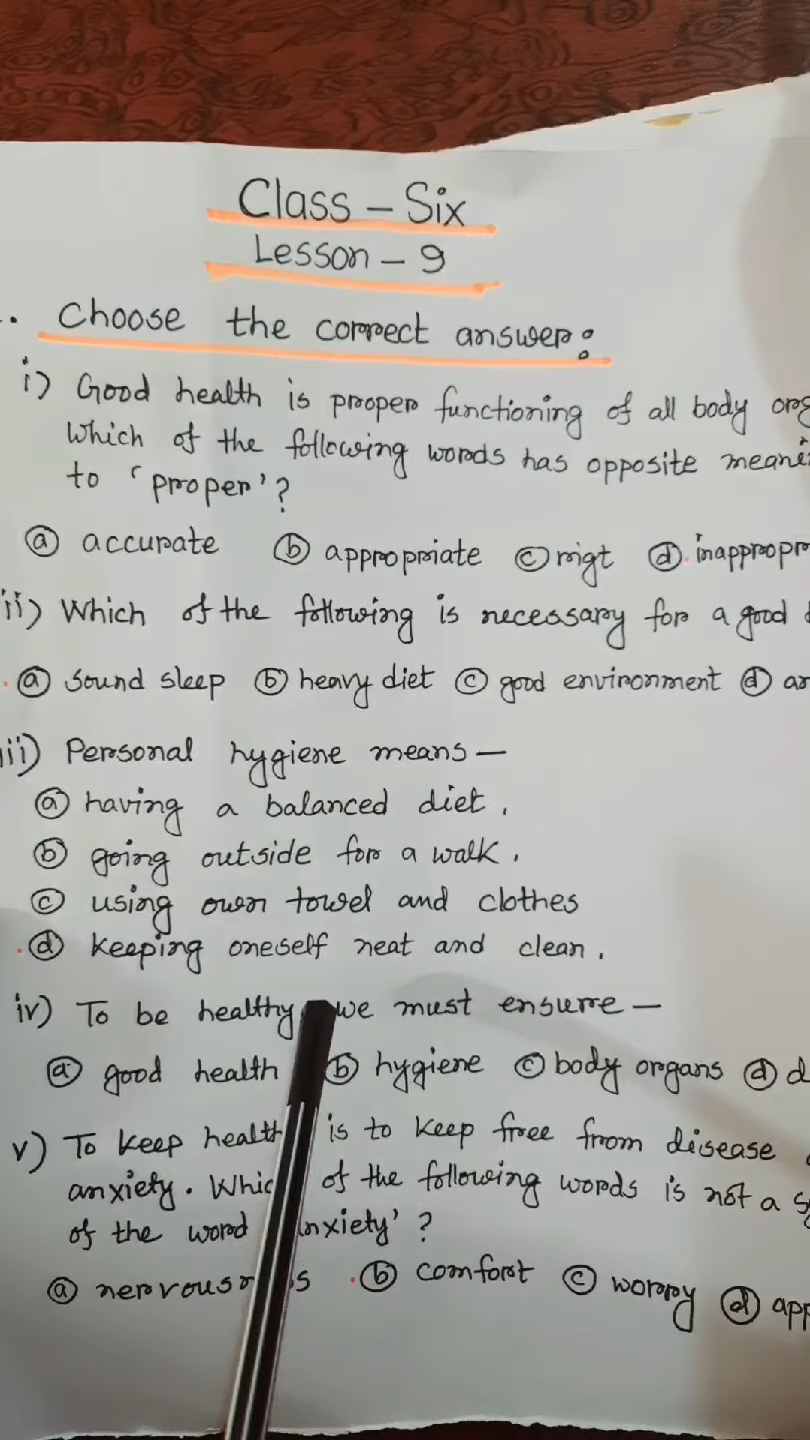 Class – Six
Lesson – 9
Choose the correct answer:
i) Good health is proper functioning of all body
Which of the following words has opposite
to 'proper'?
ⓐ accurate ⓑ appropriate ⓒ rigt ⓓ
ii) Which of the following is necessary for a good
ⓐ sound sleep ⓑ heavy diet ⓒ good environment ⓓ
iii) Personal hygiene means —
ⓐ having a balanced diet.
ⓑ going outside for a walk.
ⓒ using own towel and clothes
ⓓ keeping oneself neat and clean.
iv) To be healthy we must ensure —
ⓐ good health ⓑ hygiene ⓒ body organs ⓓ
v) To keep health is to keep free from disease
anxiety. of the following words is not a
of the word
ⓐ ⓑ comfort ⓒ worry ⓓ